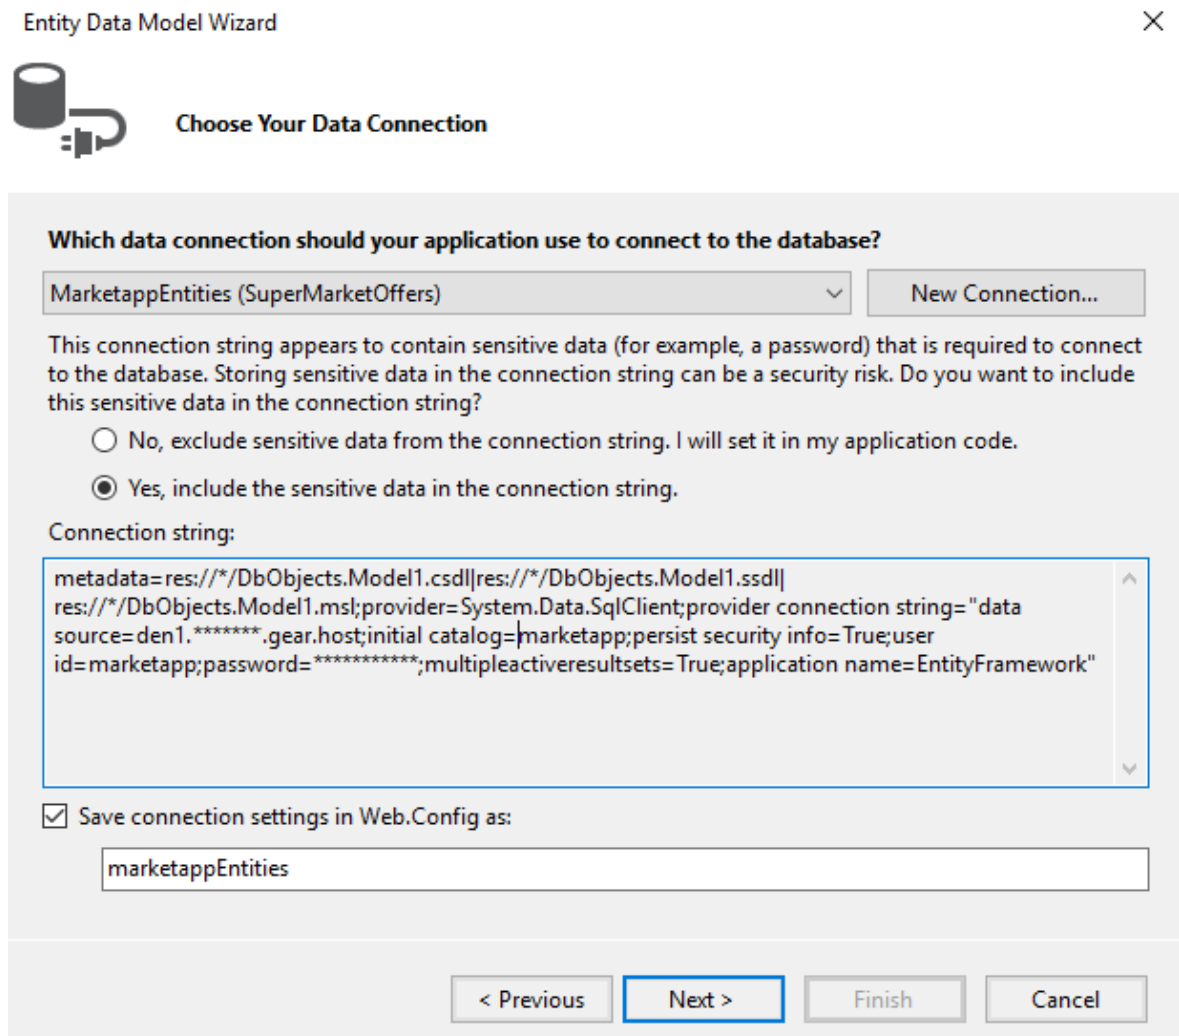 Entity Data Model Wizard
Choose Your Data Connection
Which data connection should your application use to connect to the database?
MarketappEntities (SuperMarketOffers)
New Connection...
This connection string appears to contain sensitive data (for example, a password) that is required to connect
to the database. Storing sensitive data in the connection string can be a security risk. Do you want to include
this sensitive data in the connection string?
No, exclude sensitive data from the connection string. I will set it in my application code.
Yes, include the sensitive data in the connection string.
Connection string:
metadata=res://*/DbObjects.Model1.csdl|res://*/DbObjects.Model1.ssdl|
res://*/DbObjects.Model1.msl;provider=System.Data.SqlClient;provider connection string="data
source=den1.*******.gear.host;initial catalog=marketapp;persist security info=True;user
id=marketapp;password=***********;multipleactiveresultsets=True;application name=EntityFramework"
Save connection settings in Web.Config as:
marketappEntities
< Previous
Next >
Finish
Cancel